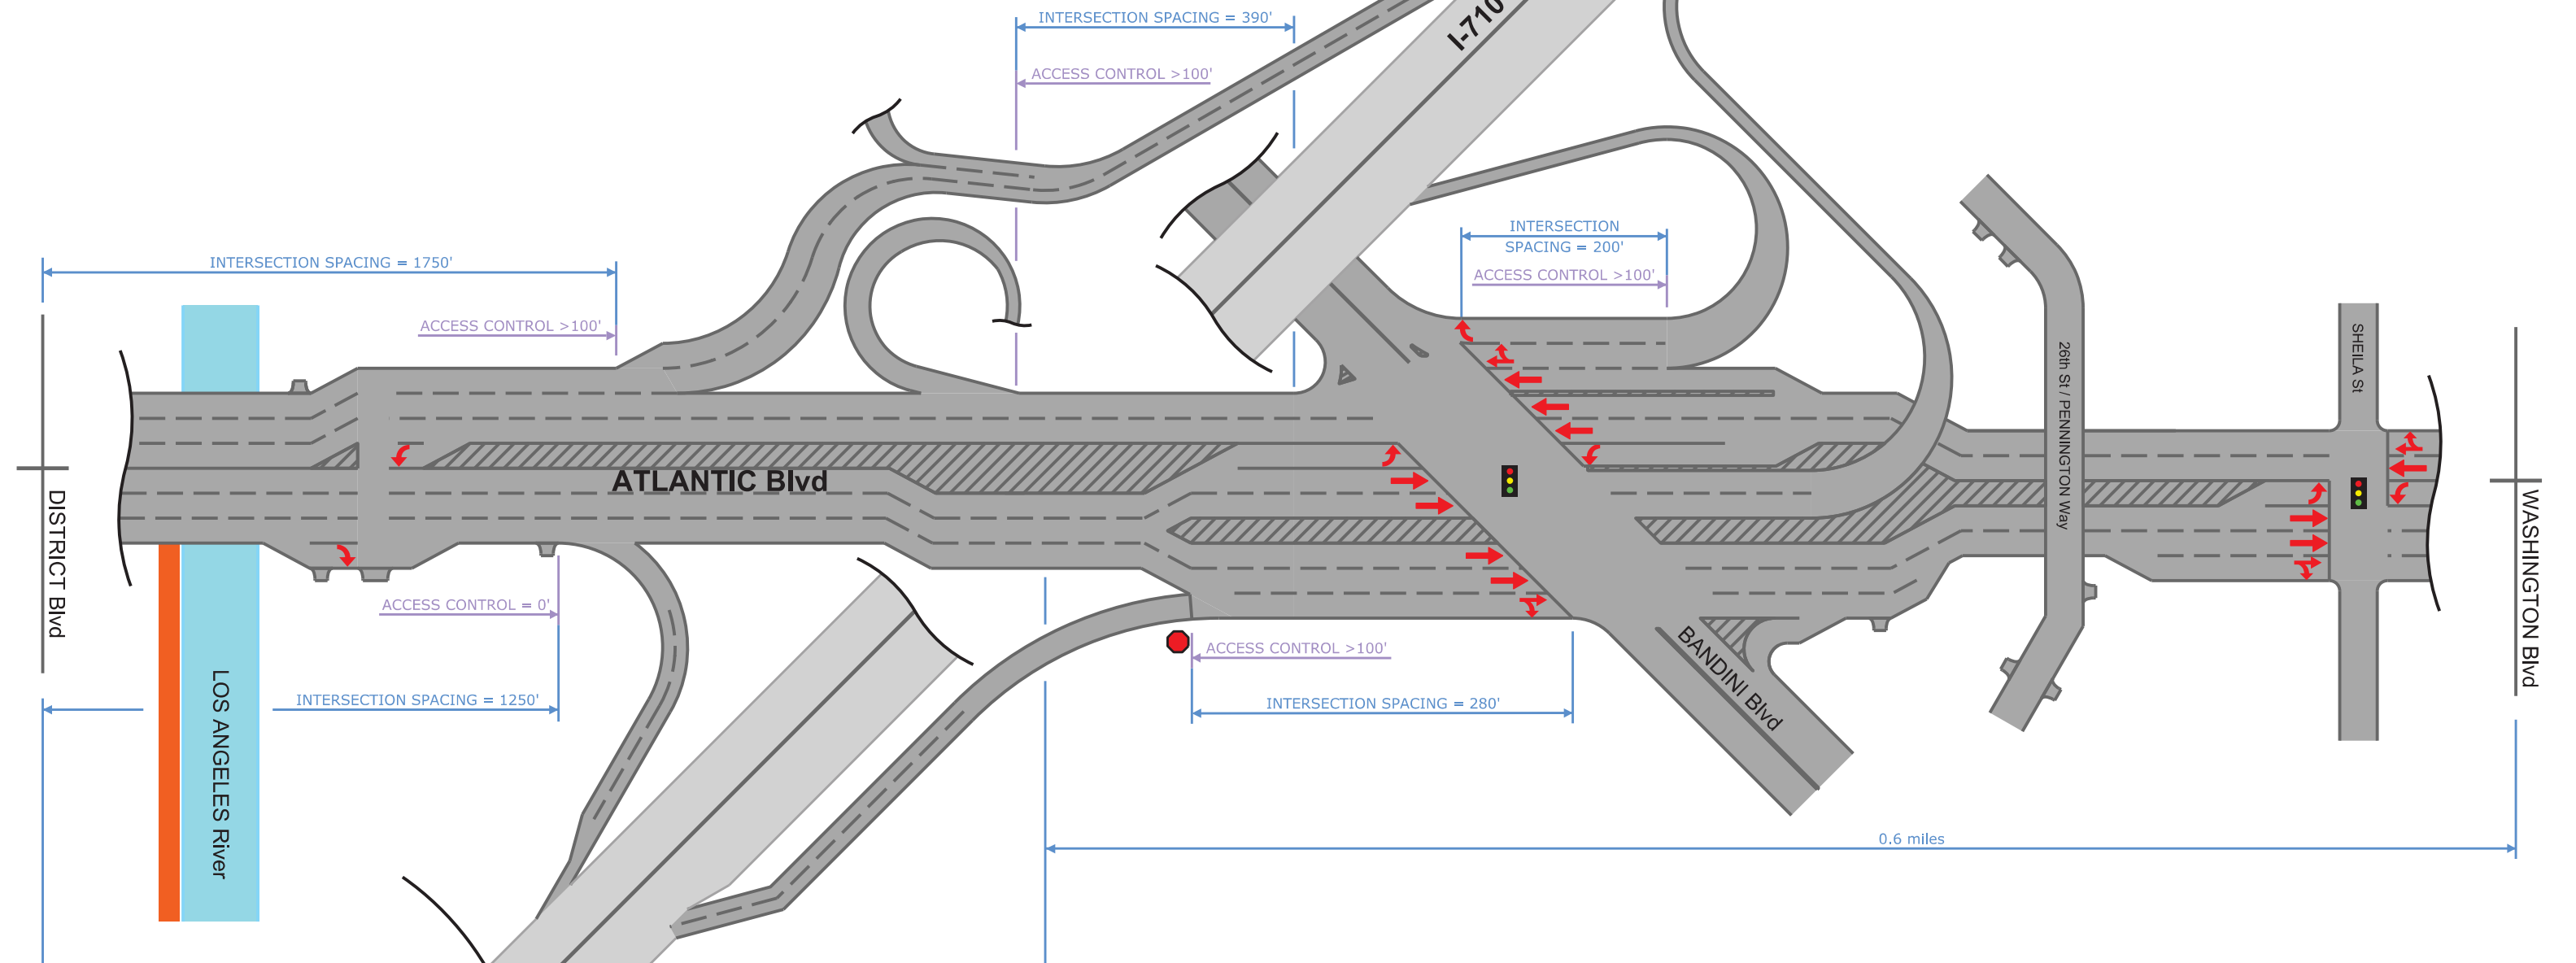 INTERSECTION SPACING = 390'
I-710
ACCESS CONTROL >100'
INTERSECTION
SPACING = 200'
INTERSECTION SPACING = 1750'
ACCESS CONTROL >100'
ACCESS CONTROL >100'
SHEILA St
26th St / PENNINGTON Way
ATLANTIC Blvd
DISTRICT Blvd
WASHINGTON Blvd
ACCESS CONTROL = 0'
ACCESS CONTROL >100'
BANDINI Blvd
LOS ANGELES River
INTERSECTION SPACING = 1250'
INTERSECTION SPACING = 280'
0.6 miles